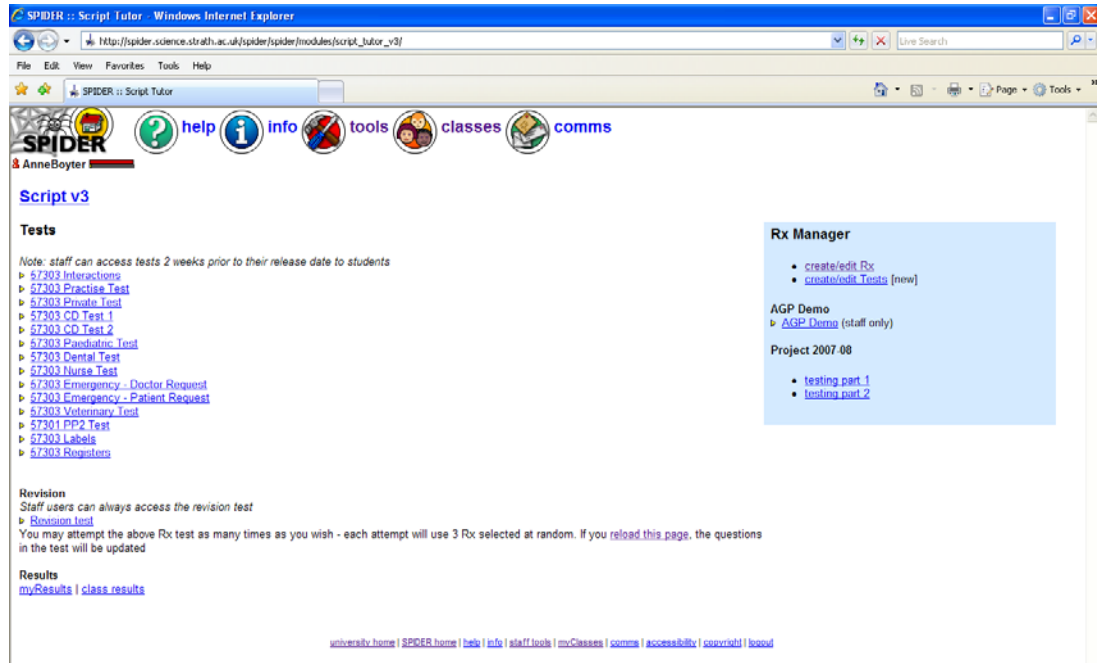 SPIDER :: Script Tutor - Windows Internet Explorer
http://spider.science.strath.ac.uk/spider/spider/modules/script_tutor_v3/
Live Search
File Edit View Favorites Tools Help
SPIDER :: Script Tutor
Page Tools
SPIDER help info tools classes comms
AnneBoyter
Script v3
Tests
Note: staff can access tests 2 weeks prior to their release date to students
57303 Interactions
57303 Practise Test
57303 Private Test
57303 CD Test 1
57303 CD Test 2
57303 Paediatric Test
57303 Dental Test
57303 Nurse Test
57303 Emergency - Doctor Request
57303 Emergency - Patient Request
57303 Veternnary Test
57301 PP2 Test
57303 Labels
57303 Registers
Revision
Staff users can always access the revision test
Revision test
You may attempt the above Rx test as many times as you wish - each attempt will use 3 Rx selected at random. If you reload this page, the questions
in the test will be updated
Results
myResults | class results
Rx Manager
create/edit Rx
create/edit Tests [new]
AGP Demo
AGP Demo (staff only)
Project 2007-08
testing part 1
testing part 2
university home | SPIDER home | help | info | staff tools | myClasses | comms | accessibility | copyright | logout